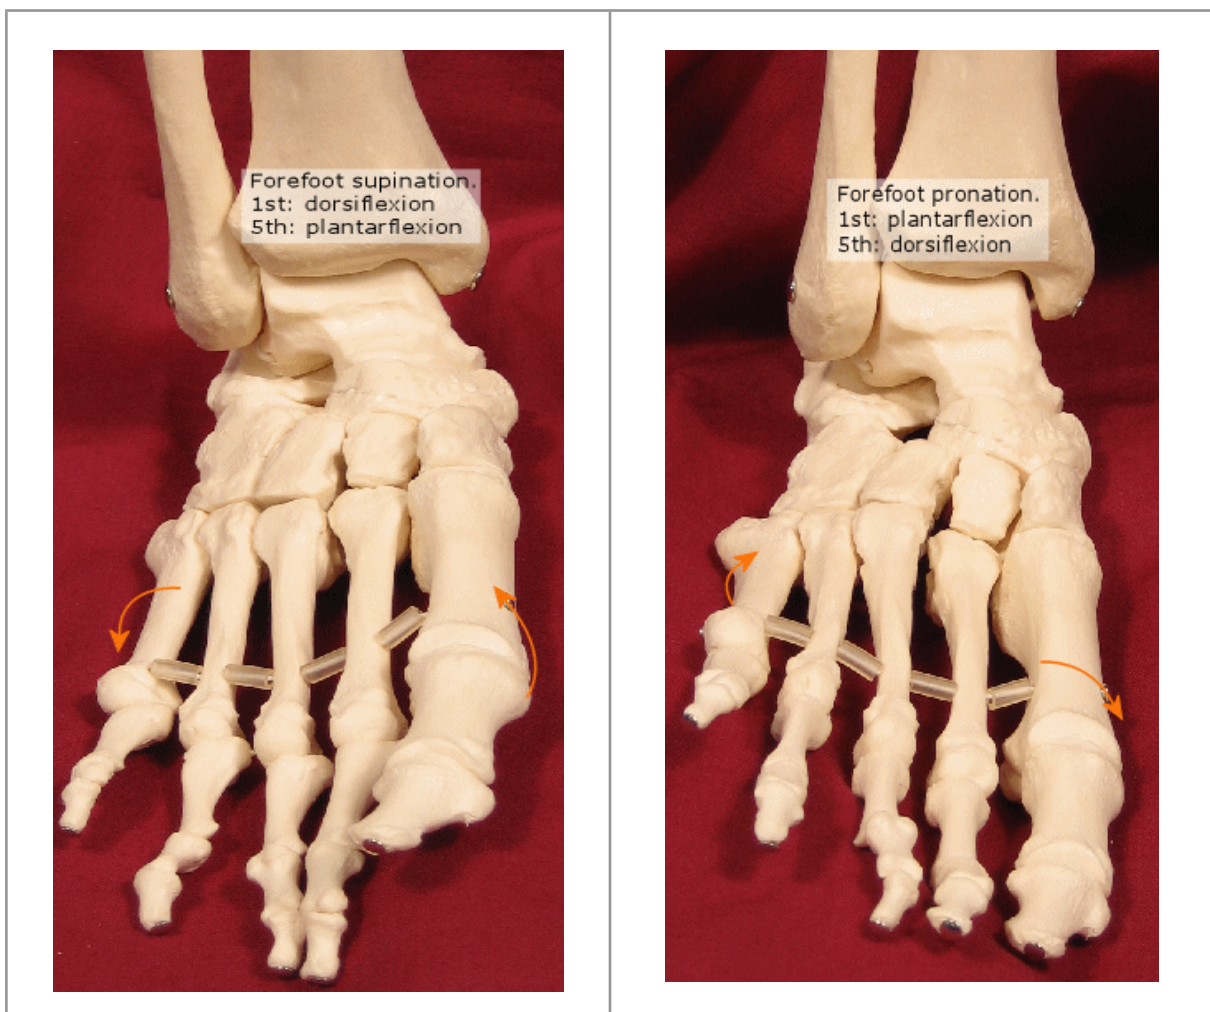 Forefoot supination.
1st: dorsiflexion
5th: plantarflexion
Forefoot pronation.
1st: plantarflexion
5th: dorsiflexion